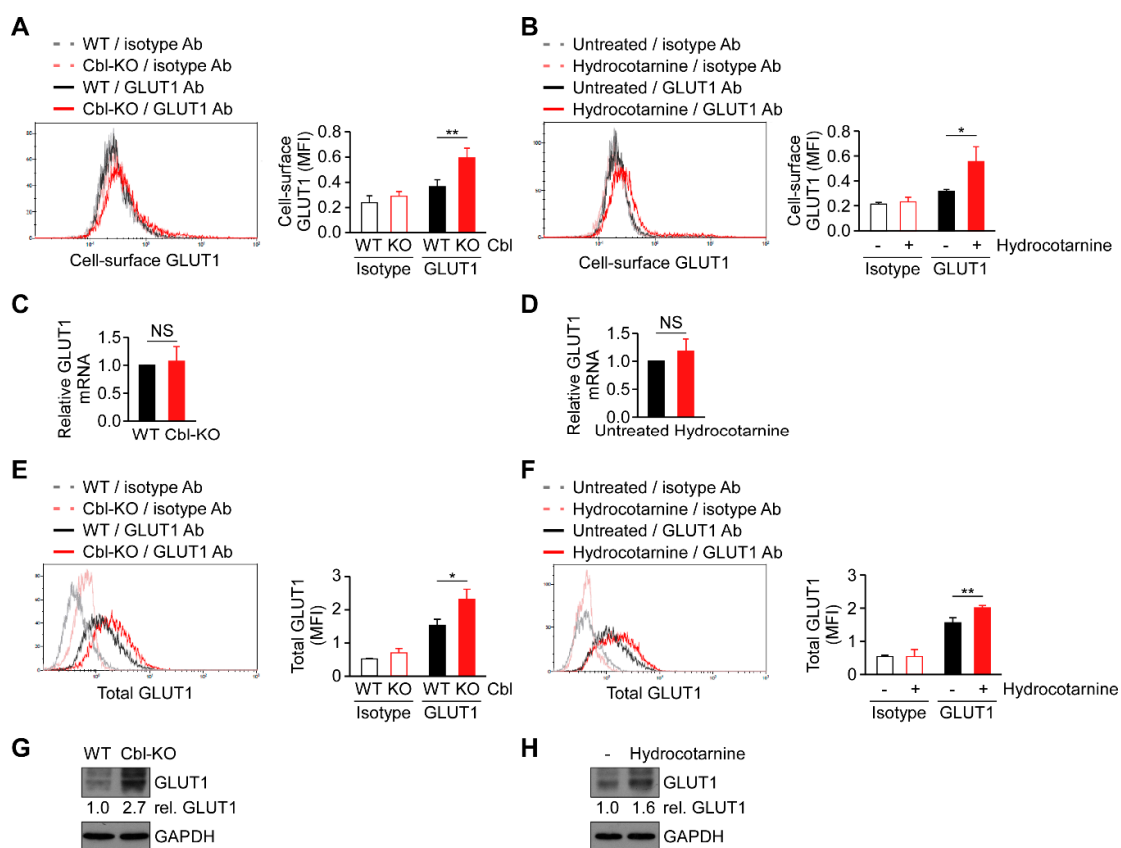 A
WT / isotype Ab
Cbl-KO / isotype Ab
WT / GLUT1 Ab
Cbl-KO / GLUT1 Ab
Cell-surface GLUT1
Cell-surface
GLUT1 (MFI)
0.8
0.6
0.4
0.2
0.0
**
WT KO WT KO Cbl
Isotype GLUT1
B
Untreated / isotype Ab
Hydrocotarnine / isotype Ab
Untreated / GLUT1 Ab
Hydrocotarnine / GLUT1 Ab
Cell-surface GLUT1
Cell-surface
GLUT1 (MFI)
0.8
0.6
0.4
0.2
0.0
*
- + - + Hydrocotarnine
Isotype GLUT1
C
Relative GLUT1
mRNA
1.5
1.0
0.5
0.0
NS
WT Cbl-KO
D
Relative GLUT1
mRNA
1.5
1.0
0.5
0.0
NS
Untreated Hydrocotarnine
E
WT / isotype Ab
Cbl-KO / isotype Ab
WT / GLUT1 Ab
Cbl-KO / GLUT1 Ab
Total GLUT1
Total GLUT1
(MFI)
3
2
1
0
*
WT KO WT KO Cbl
Isotype GLUT1
F
Untreated / isotype Ab
Hydrocotarnine / isotype Ab
Untreated / GLUT1 Ab
Hydrocotarnine / GLUT1 Ab
Total GLUT1
Total GLUT1
(MFI)
3
2
1
0
**
- + - + Hydrocotarnine
Isotype GLUT1
G
WT Cbl-KO
GLUT1
1.0 2.7 rel. GLUT1
GAPDH
H
- Hydrocotarnine
GLUT1
1.0 1.6 rel. GLUT1
GAPDH